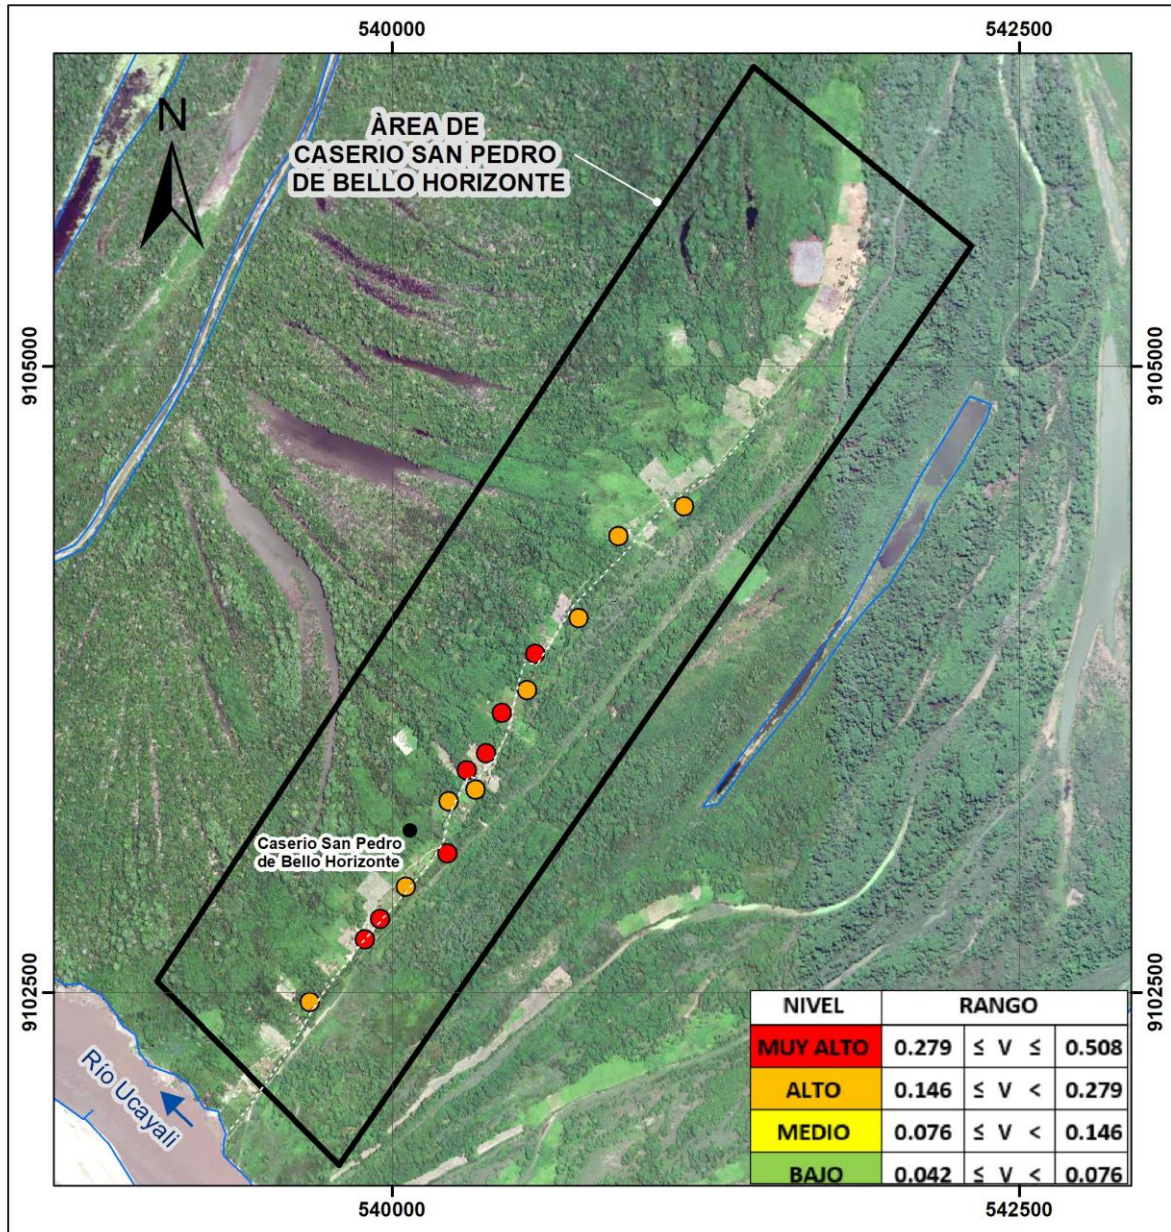 540000
542500
N
ÀREA DE
CASERIO SAN PEDRO
DE BELLO HORIZONTE
9105000
9105000
Caserio San Pedro
de Bello Horizonte
9102500
9102500
Río Ucayali
NIVEL RANGO
MUY ALTO 0.279 ≤ V ≤ 0.508
ALTO 0.146 ≤ V < 0.279
MEDIO 0.076 ≤ V < 0.146
BAJO 0.042 ≤ V < 0.076
540000
542500